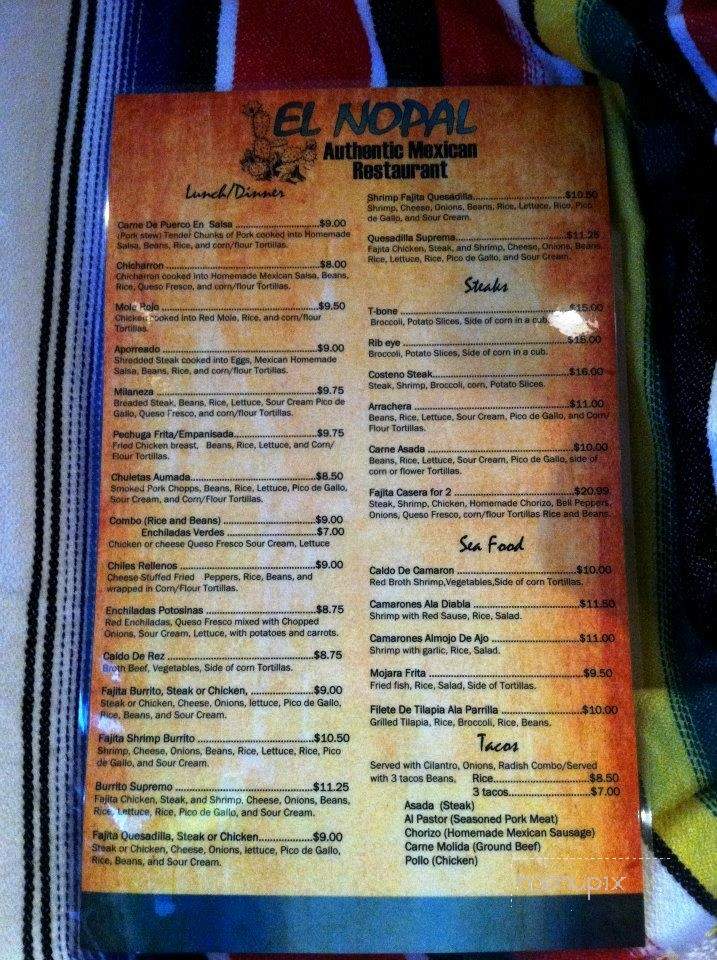 EL NOPAL
Authentic Mexican
Restaurant
Lunch/Dinner
Carne De Puerco En Salsa ..............................$9.00
(Pork stew) Tender Chunks of Pork cooked into Homemade
Salsa, Beans, Rice, and corn/flour Tortillas.
Chicharron ..............................$8.00
Chicharron cooked into Homemade Mexican Salsa, Beans,
Rice, Queso Fresco, and corn/flour Tortillas.
Mole Rojo ..............................$9.50
Chicken cooked into Red Mole, Rice, and corn/flour
Tortillas.
Aporreado ..............................$9.00
Shredded Steak cooked into Eggs, Mexican Homemade
Salsa, Beans, Rice, and corn/flour Tortillas.
Milaneza ..............................$9.75
Breaded Steak, Beans, Rice, Lettuce, Sour Cream Pico de
Gallo, Queso Fresco, and corn/flour Tortillas.
Pechuga Frita/Empanisada..............................$9.75
Fried Chicken breast, Beans, Rice, Lettuce, and Corn/
Flour Tortillas.
Chuletas Aumada..............................$8.50
Smoked Pork Chopps, Beans, Rice, Lettuce, Pico de Gallo,
Sour Cream, and Corn/Flour Tortillas.
Combo (Rice and Beans) ..............................$9.00
Enchiladas Verdes ..............................$7.00
Chicken or cheese Queso Fresco Sour Cream, Lettuce
Chiles Rellenos ..............................$9.00
Cheese Stuffed Fried Peppers, Rice, Beans, and
wrapped in Corn/Flour Tortillas.
Enchiladas Potosinas ..............................$8.75
Red Enchiladas, Queso Fresco mixed with Chopped
Onions, Sour Cream, Lettuce, with potatoes and carrots.
Caldo De Rez ..............................$8.75
Broth Beef, Vegetables, Side of corn Tortillas.
Fajita Burrito, Steak or Chicken, ..............................$9.00
Steak or Chicken, Cheese, Onions, lettuce, Pico de Gallo,
Rice, Beans, and Sour Cream.
Fajita Shrimp Burrito ..............................$10.50
Shrimp, Cheese, Onions, Beans, Rice, Lettuce, Rice, Pico
de Gallo, and Sour Cream.
Burrito Supremo ..............................$11.25
Fajita Chicken, Steak, and Shrimp, Cheese, Onions, Beans,
Rice, Lettuce, Rice, Pico de Gallo, and Sour Cream.
Fajita Quesadilla, Steak or Chicken..............................$9.00
Steak or Chicken, Cheese, Onions, lettuce, Pico de Gallo,
Rice, Beans, and Sour Cream.
Shrimp Fajita Quesadilla..............................$10.50
Shrimp, Cheese, Onions, Beans, Rice, Lettuce, Rice, Pico
de Gallo, and Sour Cream.
Quesadilla Suprema..............................$11.25
Fajita Chicken, Steak, and Shrimp, Cheese, Onions, Beans,
Rice, Lettuce, Rice, Pico de Gallo, and Sour Cream.
Steaks
T-bone ..............................$15.00
Broccoli, Potato Slices, Side of corn in a cub.
Rib eye ..............................$15.00
Broccoli, Potato Slices, Side of corn in a cub.
Costeno Steak..............................$16.00
Steak, Shrimp, Broccoli, corn, Potato Slices.
Arrachera ..............................$11.00
Beans, Rice, Lettuce, Sour Cream, Pico de Gallo, and Corn/
Flour Tortillas.
Carne Asada ..............................$10.00
Beans, Rice, Lettuce, Sour Cream, Pico de Gallo, side of
corn or flower Tortillas.
Fajita Casera for 2 ..............................$20.99
Steak, Shrimp, Chicken, Homemade Chorizo, Bell Peppers,
Onions, Queso Fresco, corn/flour Tortillas Rice and Beans.
Sea Food
Caldo De Camaron ..............................$10.00
Red Broth Shrimp,Vegetables,Side of corn Tortillas.
Camarones Ala Diabla ..............................$11.50
Shrimp with Red Sause, Rice, Salad.
Camarones Almojo De Ajo ..............................$11.00
Shrimp with garlic, Rice, Salad.
Mojara Frita ..............................$9.50
Fried fish, Rice, Salad, Side of Tortillas.
Filete De Tilapia Ala Parrilla ..............................$10.00
Grilled Tilapia, Rice, Broccoli, Rice, Beans.
Tacos
Served with Cilantro, Onions, Radish Combo/Served
with 3 tacos Beans, Rice..............................$8.50
3 tacos..............................$7.00
Asada (Steak)
Al Pastor (Seasoned Pork Meat)
Chorizo (Homemade Mexican Sausage)
Carne Molida (Ground Beef)
Pollo (Chicken)
menupix